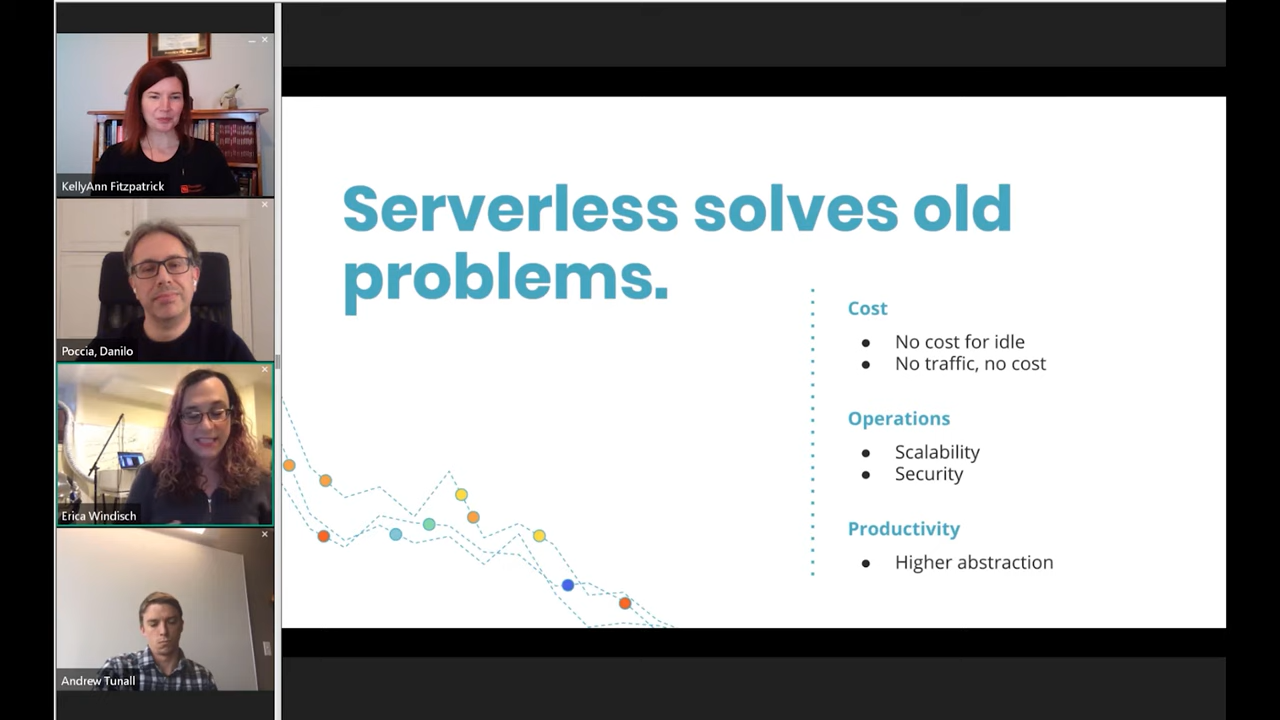 KellyAnn Fitzpatrick
Poccia, Danilo
Erica Windisch
Andrew Tunall
Serverless solves old
problems.
Cost
● No cost for idle
● No traffic, no cost
Operations
● Scalability
● Security
Productivity
● Higher abstraction